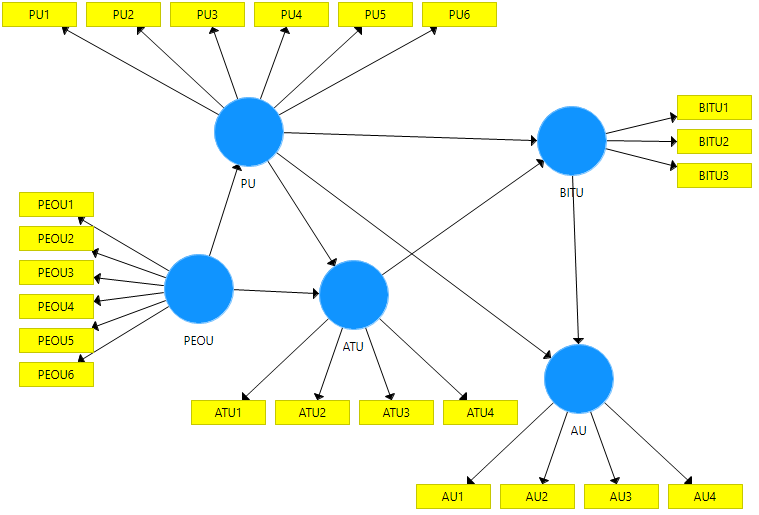 PU1 PU2 PU3 PU4 PU5 PU6
BITU1
BITU2
BITU3
PU
BITU
PEOU1
PEOU2
PEOU3
PEOU4
PEOU5
PEOU6
PEOU
ATU
ATU1 ATU2 ATU3 ATU4
AU
AU1 AU2 AU3 AU4